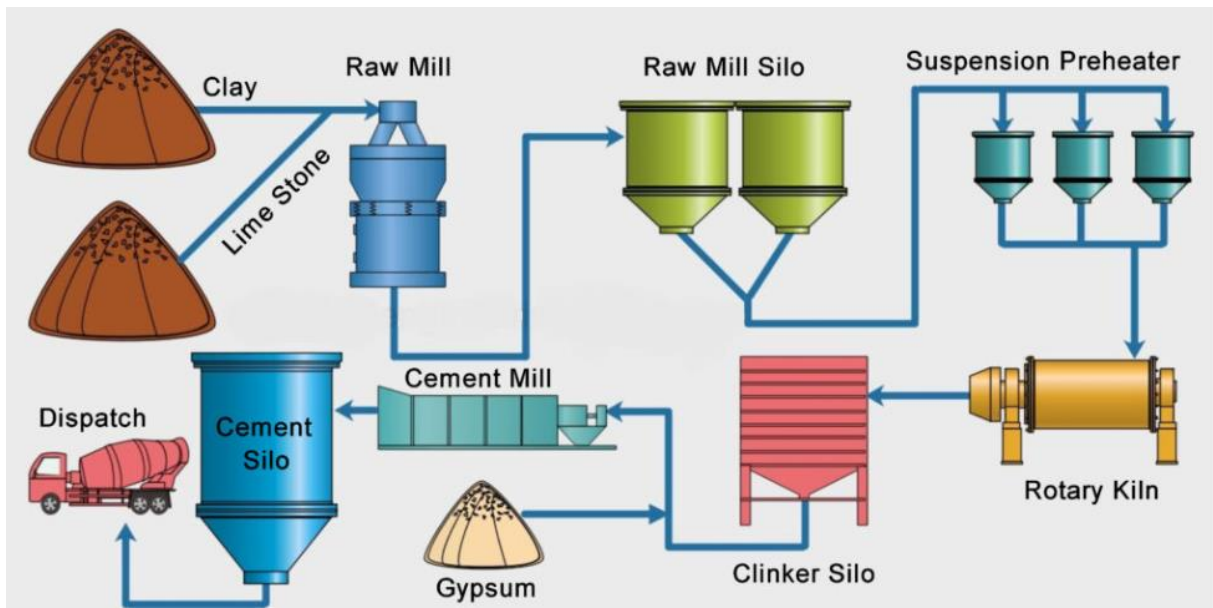 Clay
Lime Stone
Raw Mill
Raw Mill Silo
Suspension Preheater
Rotary Kiln
Clinker Silo
Gypsum
Cement Mill
Cement
Silo
Dispatch